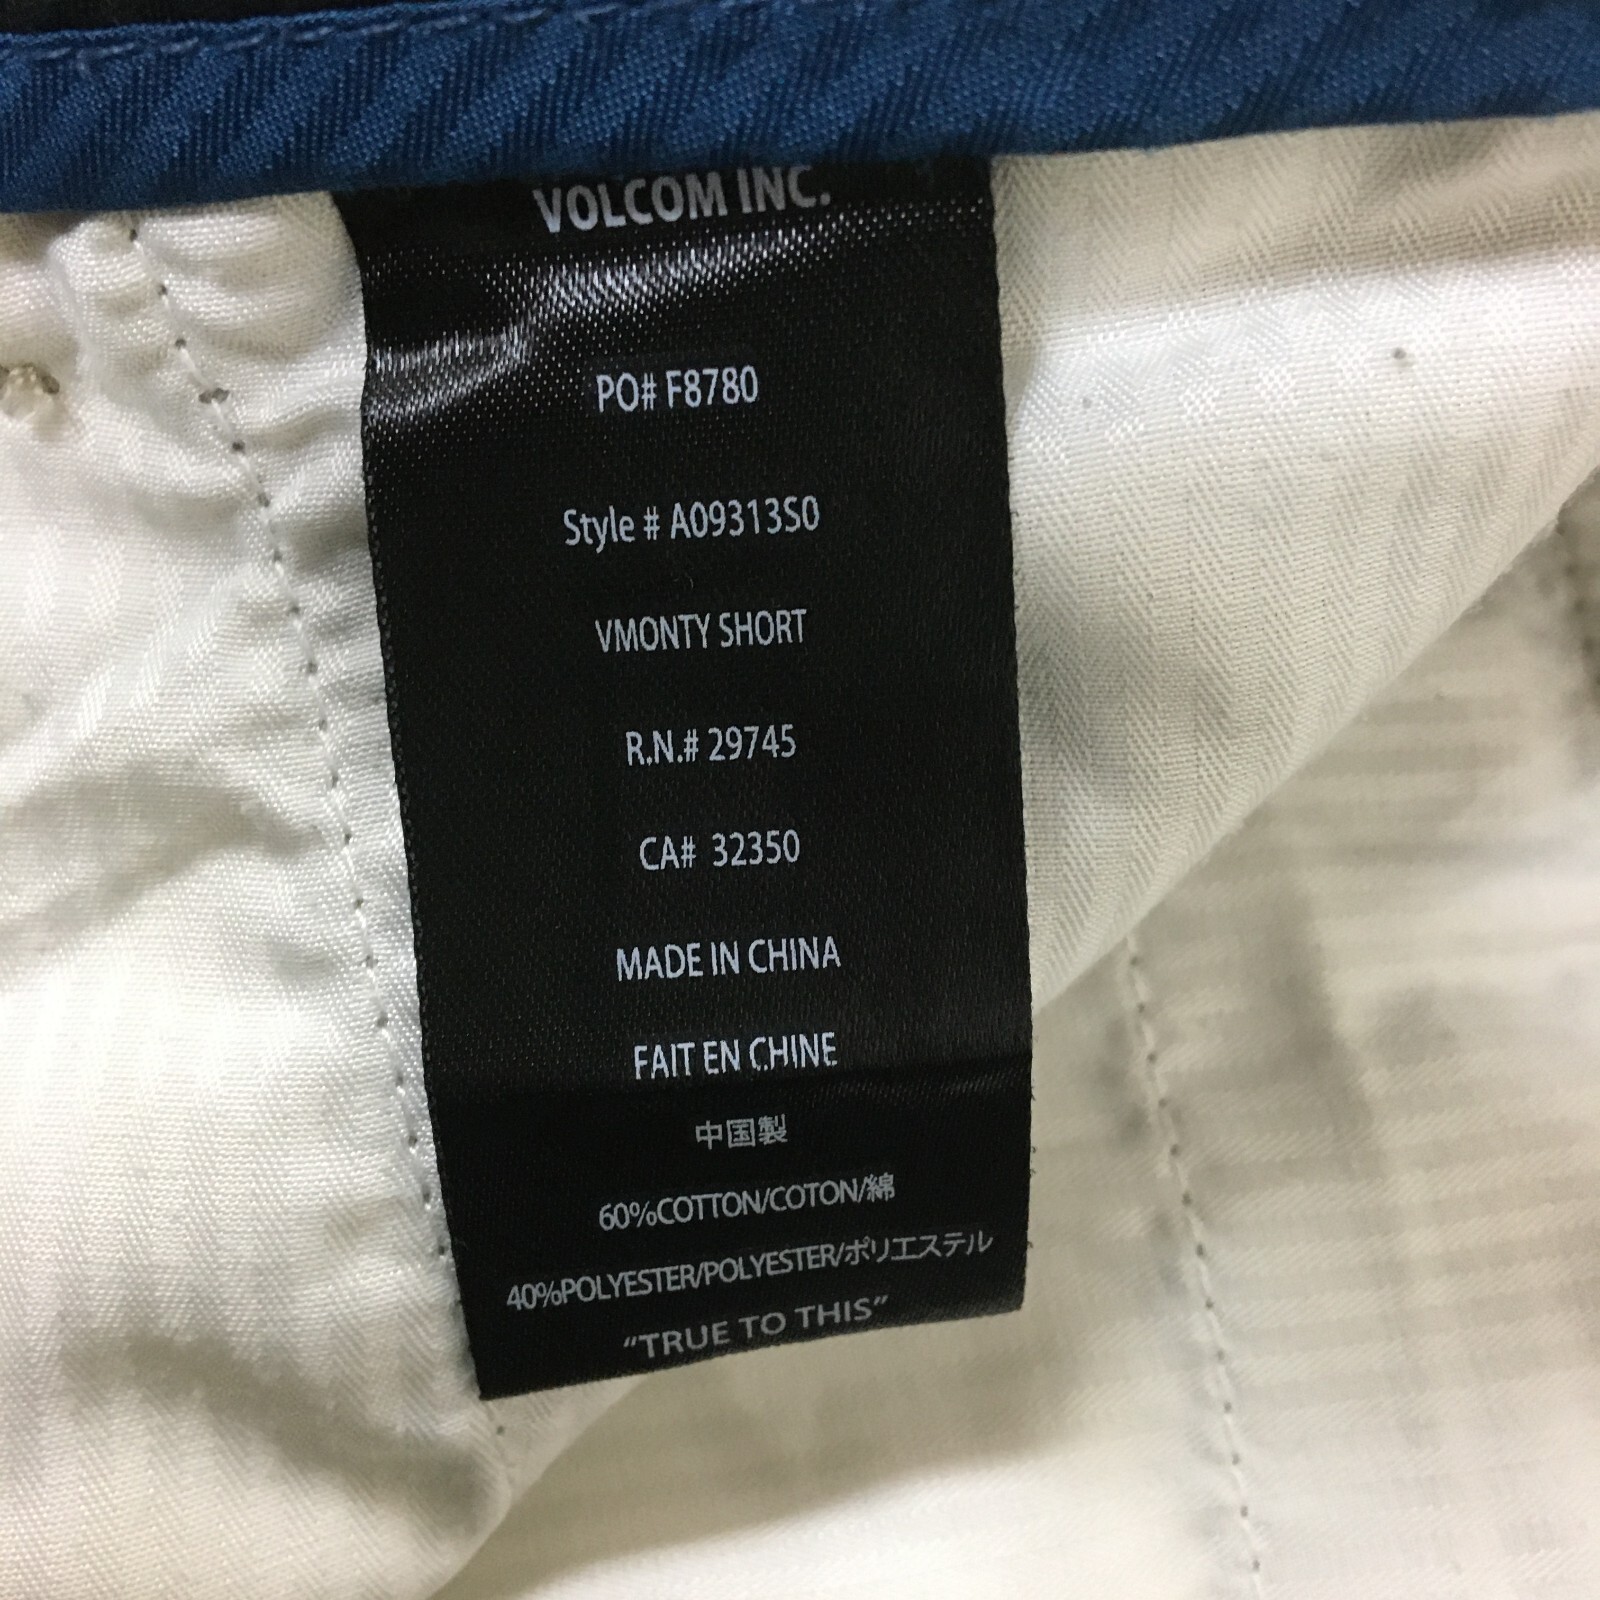 VOLCOM INC.
PO# F8780
Style # A09313S0
VMONTY SHORT
R.N.# 29745
CA# 32350
MADE IN CHINA
FAIT EN CHINE
中国製
60%COTTON/COTON/綿
40%POLYESTER/POLYESTER/ポリエステル
“TRUE TO THIS”